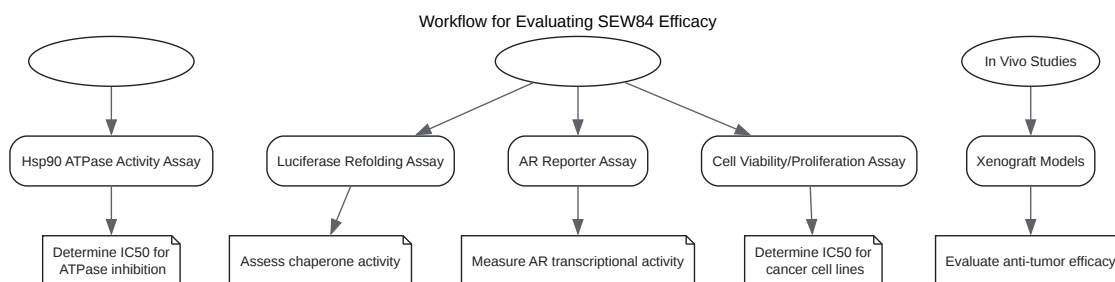 Workflow for Evaluating SEW84 Efficacy
In Vivo Studies
Hsp90 ATPase Activity Assay
Luciferase Refolding Assay
AR Reporter Assay
Cell Viability/Proliferation Assay
Xenograft Models
Determine IC50 for
ATPase inhibition
Assess chaperone activity
Measure AR transcriptional activity
Determine IC50 for
cancer cell lines
Evaluate anti-tumor efficacy